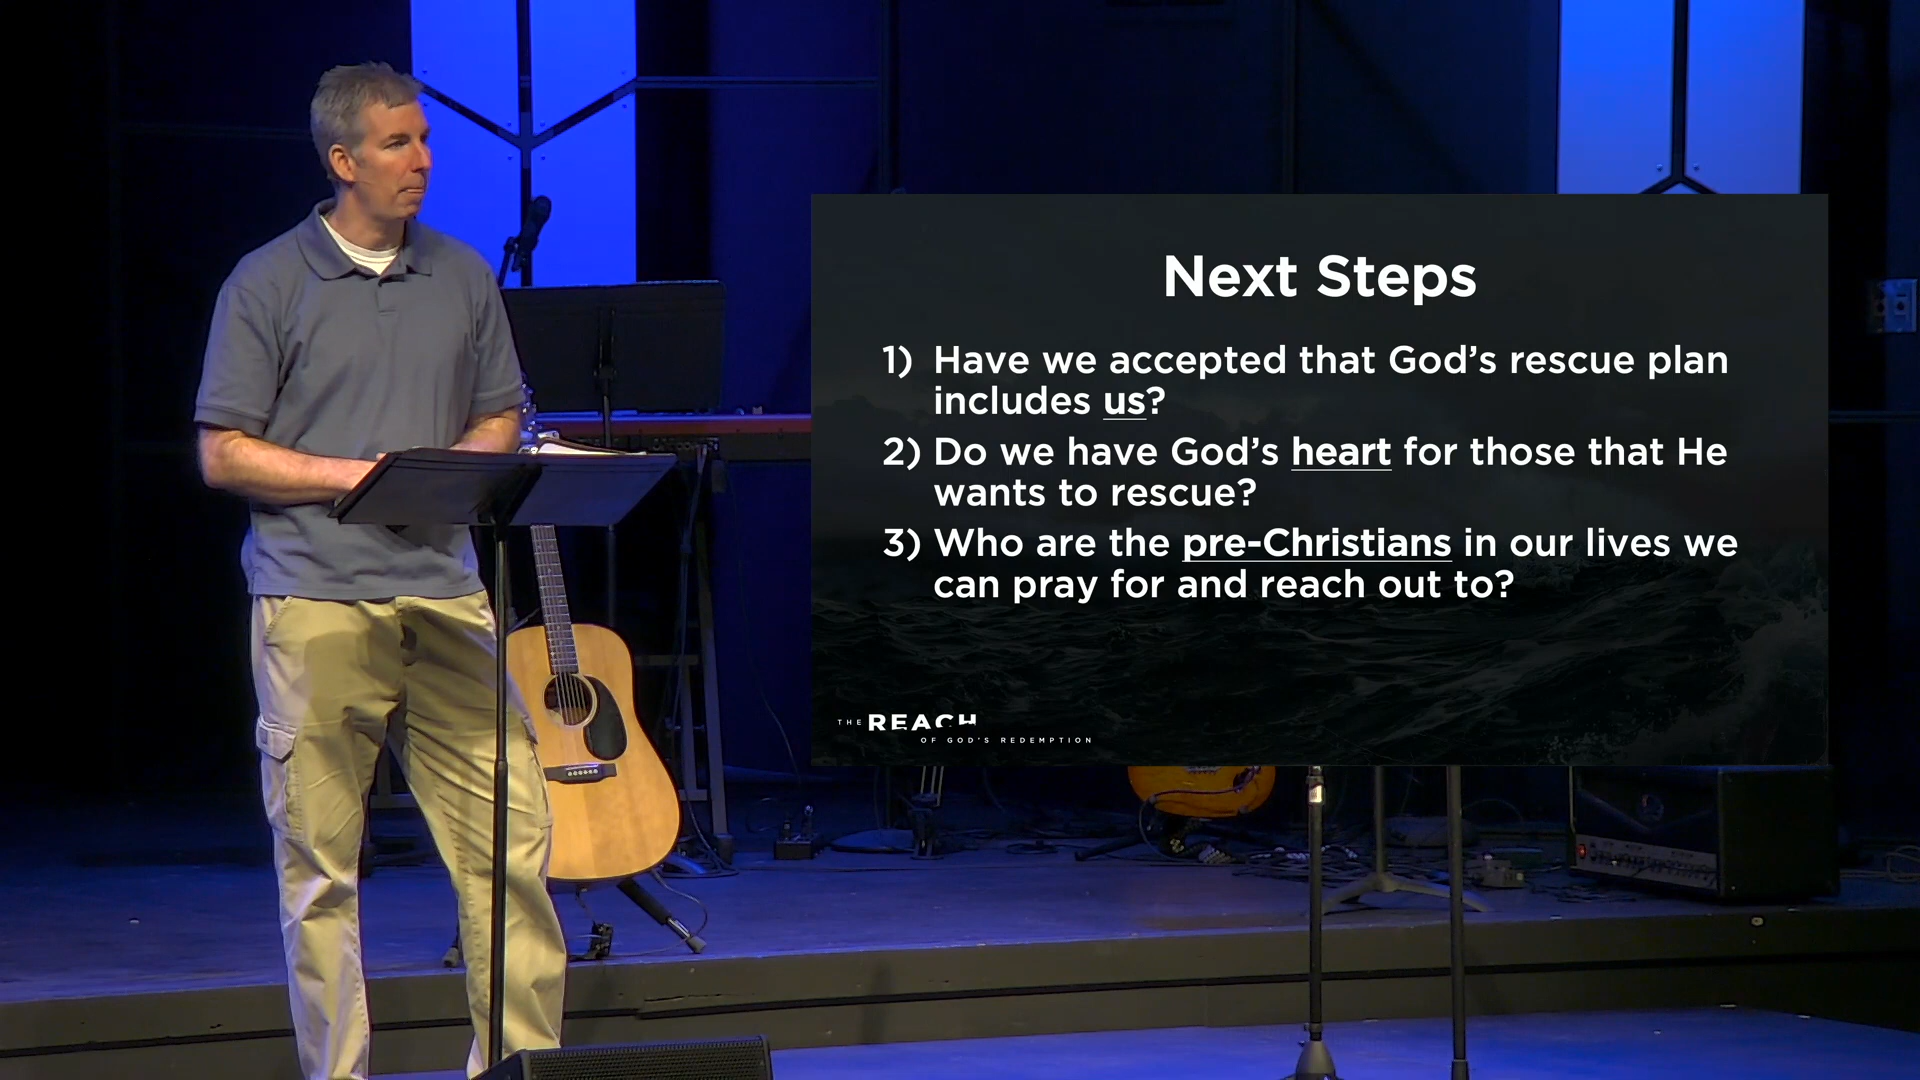 Next Steps
1) Have we accepted that God's rescue plan
includes us?
2) Do we have God's heart for those that He
wants to rescue?
3) Who are the pre-Christians in our lives we
can pray for and reach out to?
THE REACH
OF GOD'S REDEMPTION